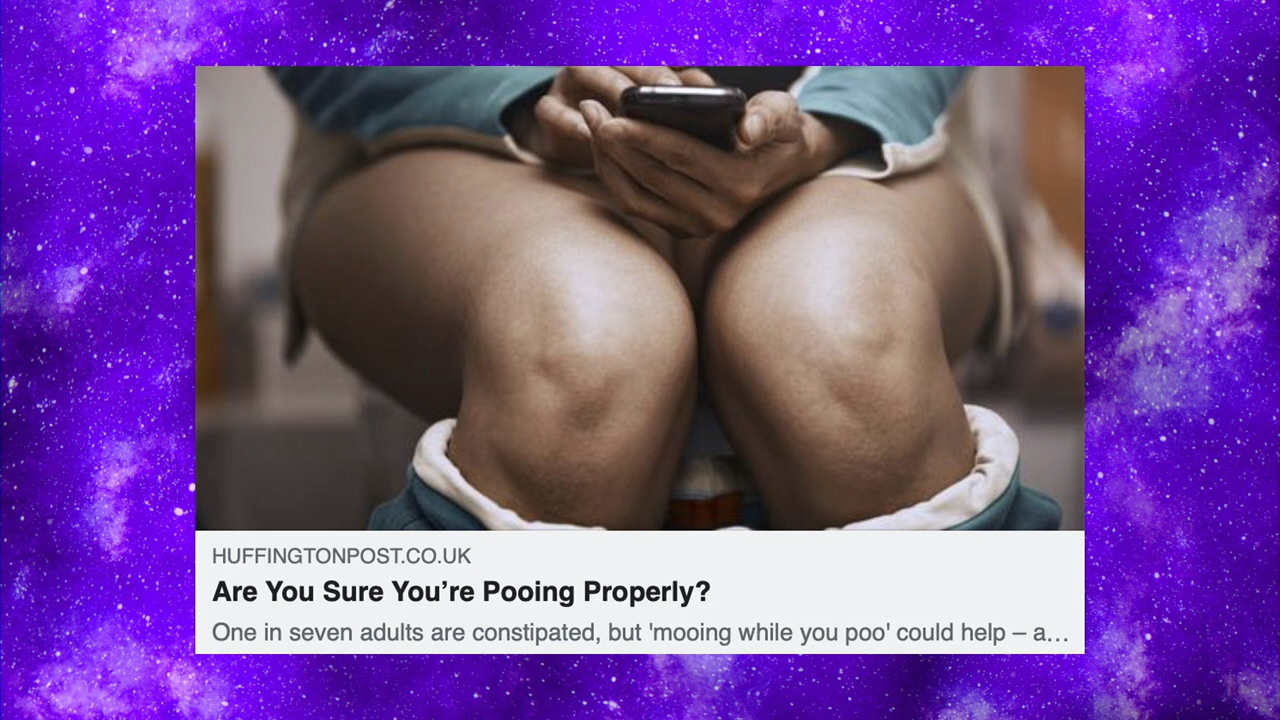 HUFFINGTONPOST.CO.UK
Are You Sure You’re Pooing Properly?
One in seven adults are constipated, but 'mooing while you poo' could help – a…